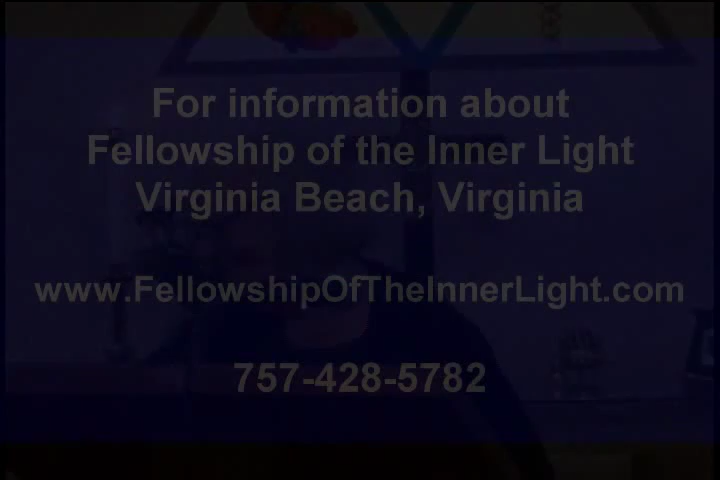 For information about
Fellowship of the Inner Light
Virginia Beach, Virginia
www.FellowshipOfTheInnerLight.com
757-428-5782